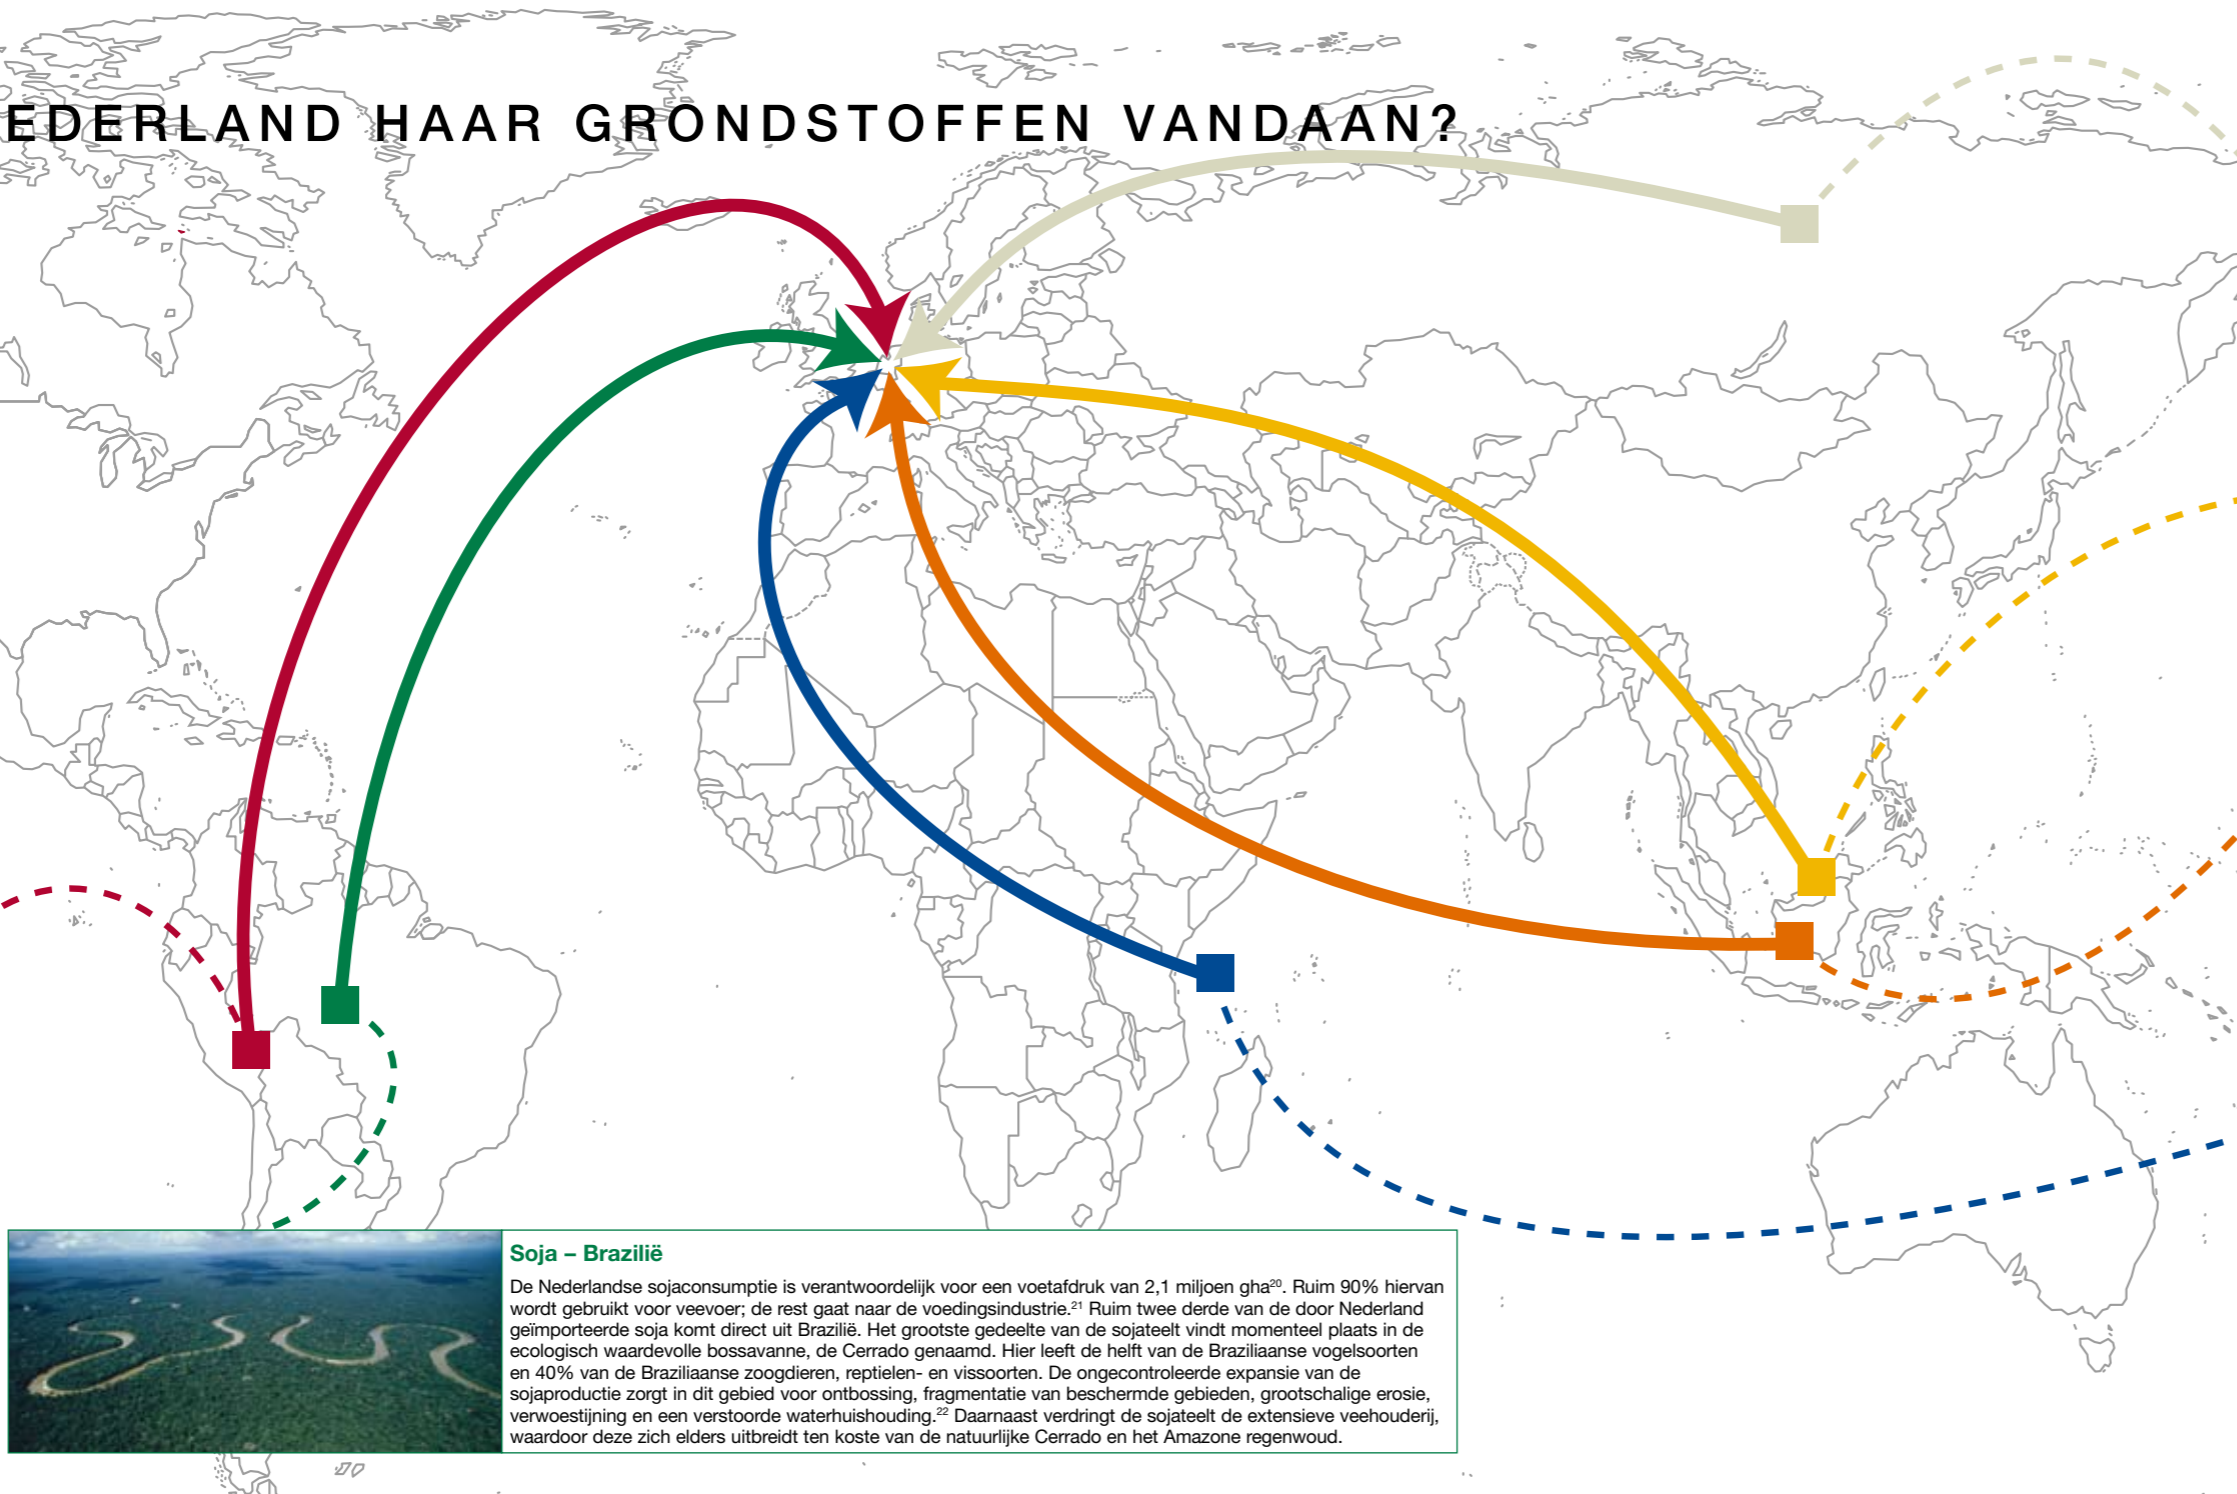 EDERLAND HAAR GRONDSTOFFEN VANDAAN?
Soja – Brazilië
De Nederlandse sojaconsumptie is verantwoordelijk voor een voetafdruk van 2,1 miljoen gha²⁰. Ruim 90% hiervan
wordt gebruikt voor veevoer; de rest gaat naar de voedingsindustrie.²¹ Ruim twee derde van de door Nederland
geïmporteerde soja komt direct uit Brazilië. Het grootste gedeelte van de sojateelt vindt momenteel plaats in de
ecologisch waardevolle bossavanne, de Cerrado genaamd. Hier leeft de helft van de Braziliaanse vogelsoorten
en 40% van de Braziliaanse zoogdieren, reptielen- en vissoorten. De ongecontroleerde expansie van de
sojaproductie zorgt in dit gebied voor ontbossing, fragmentatie van beschermde gebieden, grootschalige erosie,
verwoestijning en een verstoorde waterhuishouding.²² Daarnaast verdringt de sojateelt de extensieve veehouderij,
waardoor deze zich elders uitbreidt ten koste van de natuurlijke Cerrado en het Amazone regenwoud.